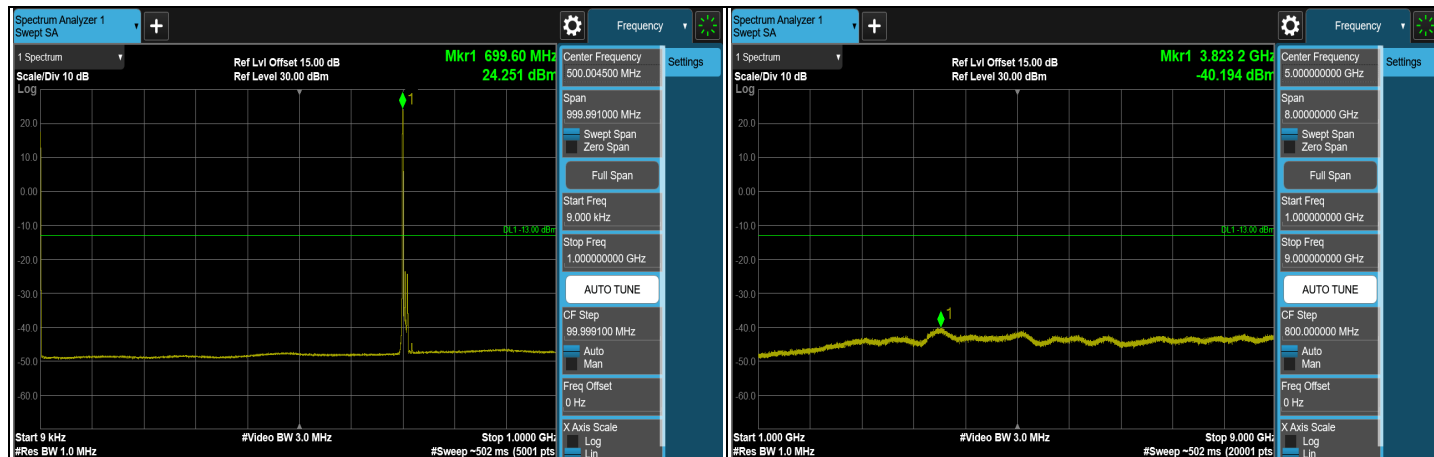 Spectrum Analyzer 1
Swept SA
Frequency
1 Spectrum
Scale/Div 10 dB
Log
Ref Lvl Offset 15.00 dB
Ref Level 30.00 dBm
Mkr1 699.60 MHz
24.251 dBm
1
20.0
10.0
0.00
-10.0
-20.0
-30.0
-40.0
-50.0
-60.0
DL1 -13.00 dBm
Start 9 kHz
#Res BW 1.0 MHz
#Video BW 3.0 MHz
Stop 1.0000 GHz
#Sweep ~502 ms (5001 pts
Center Frequency
500.004500 MHz
Settings
Span
999.991000 MHz
Swept Span
Zero Span
Full Span
Start Freq
9.000 kHz
Stop Freq
1.000000000 GHz
AUTO TUNE
CF Step
99.999100 MHz
Auto
Man
Freq Offset
0 Hz
X Axis Scale
Log
Lin
Spectrum Analyzer 1
Swept SA
Frequency
1 Spectrum
Scale/Div 10 dB
Log
Ref Lvl Offset 15.00 dB
Ref Level 30.00 dBm
Mkr1 3.823 2 GHz
-40.194 dBm
1
20.0
10.0
0.00
-10.0
-20.0
-30.0
-40.0
-50.0
-60.0
DL1 -13.00 dBm
Start 1.000 GHz
#Res BW 1.0 MHz
#Video BW 3.0 MHz
Stop 9.000 GHz
#Sweep ~502 ms (20001 pts
Center Frequency
5.000000000 GHz
Settings
Span
8.00000000 GHz
Swept Span
Zero Span
Full Span
Start Freq
1.000000000 GHz
Stop Freq
9.000000000 GHz
AUTO TUNE
CF Step
800.000000 MHz
Auto
Man
Freq Offset
0 Hz
X Axis Scale
Log
Lin